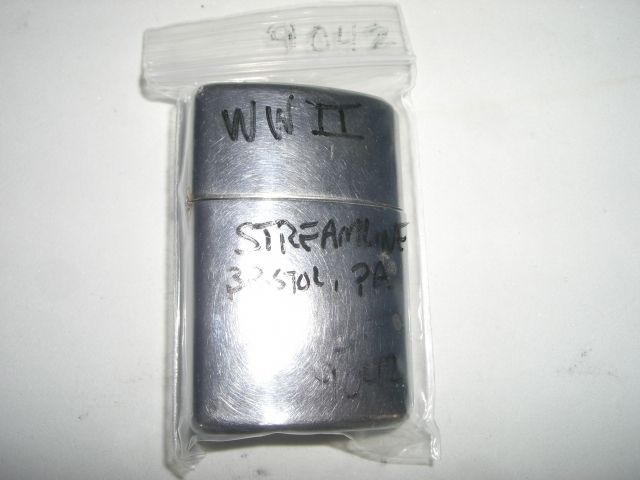 9042
WW II
STREAMLINE
BRISTOL, PA